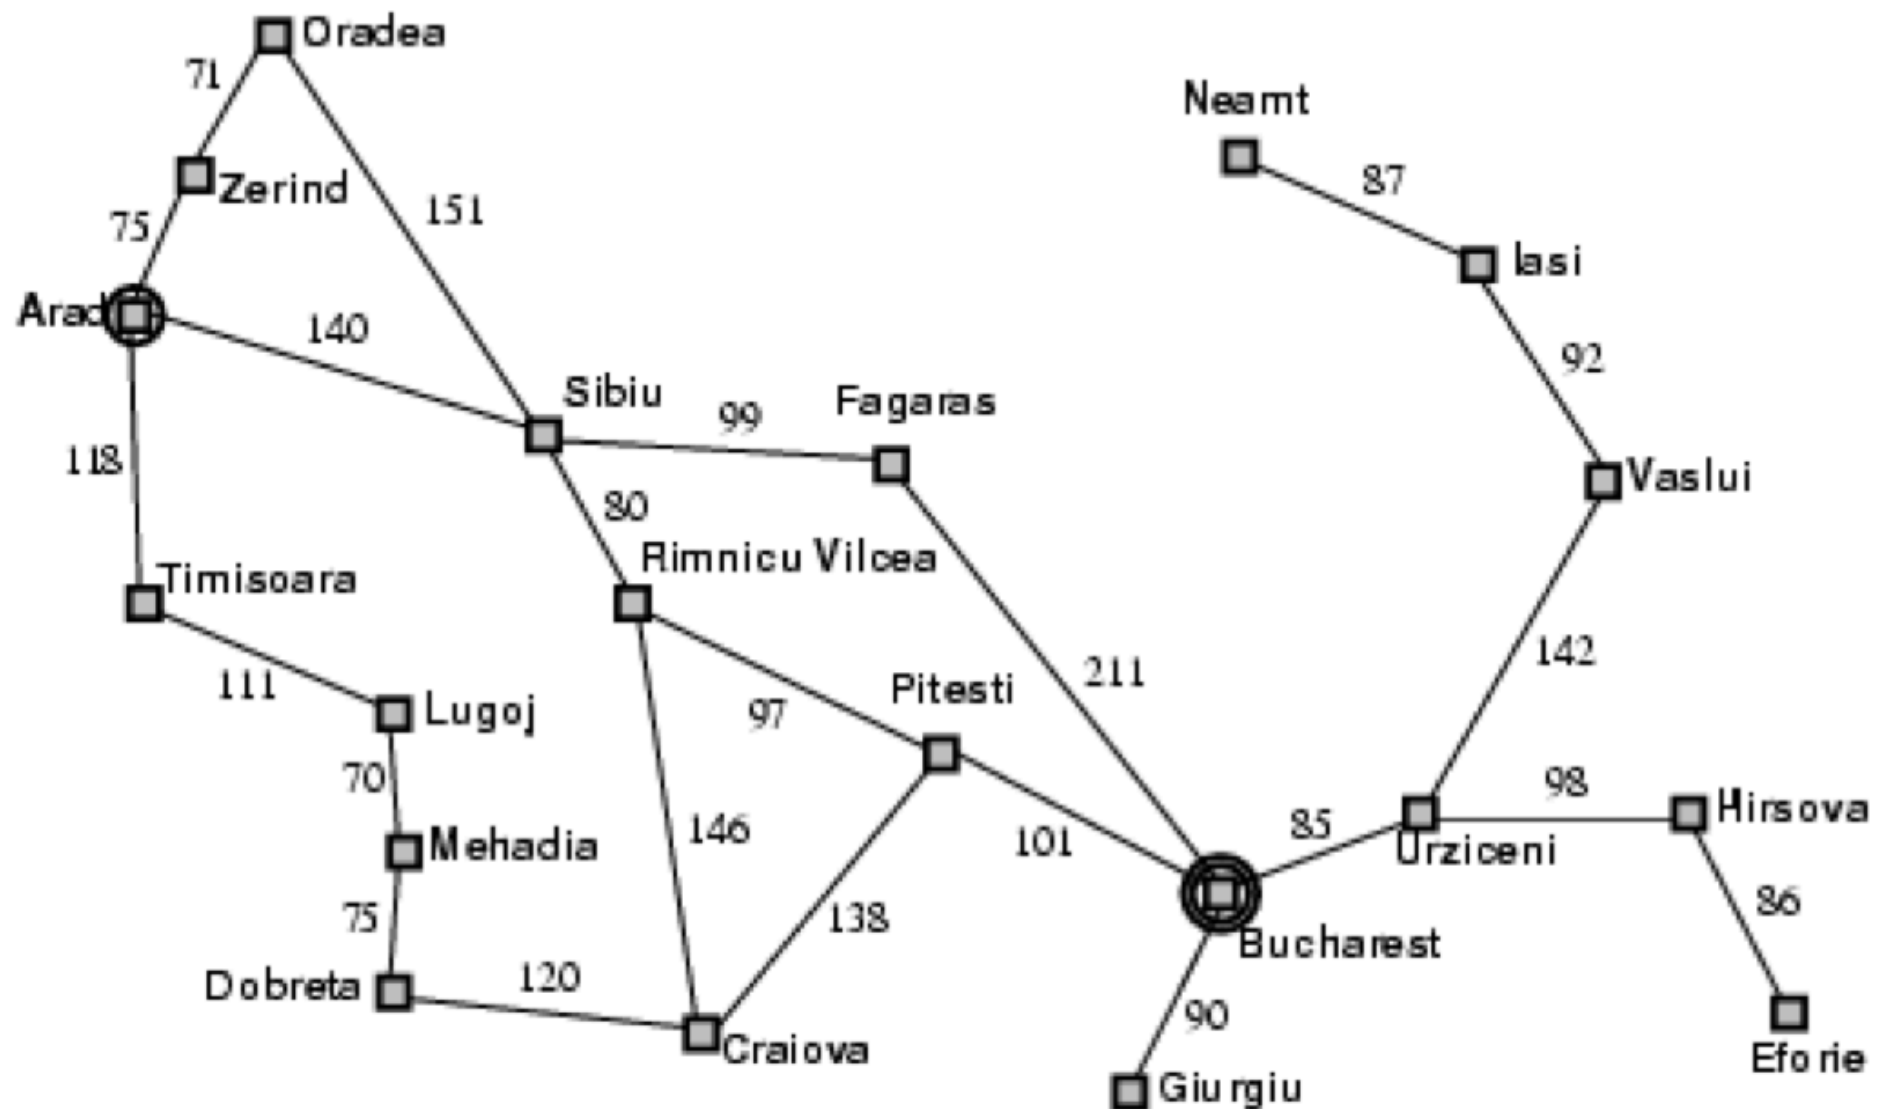 Oradea
71
Neamt
87
Zerind
151
75
Iasi
Arad
140
92
Sibiu
Fagaras
99
118
Vaslui
80
Rimnicu Vilcea
Timisoara
142
211
111
Pitesti
97
Lugoj
70
98
Hirsova
85
146
101
Mehadia
Urziceni
86
75
138
Bucharest
120
Dobreta
90
Craiova
Eforie
Giurgiu